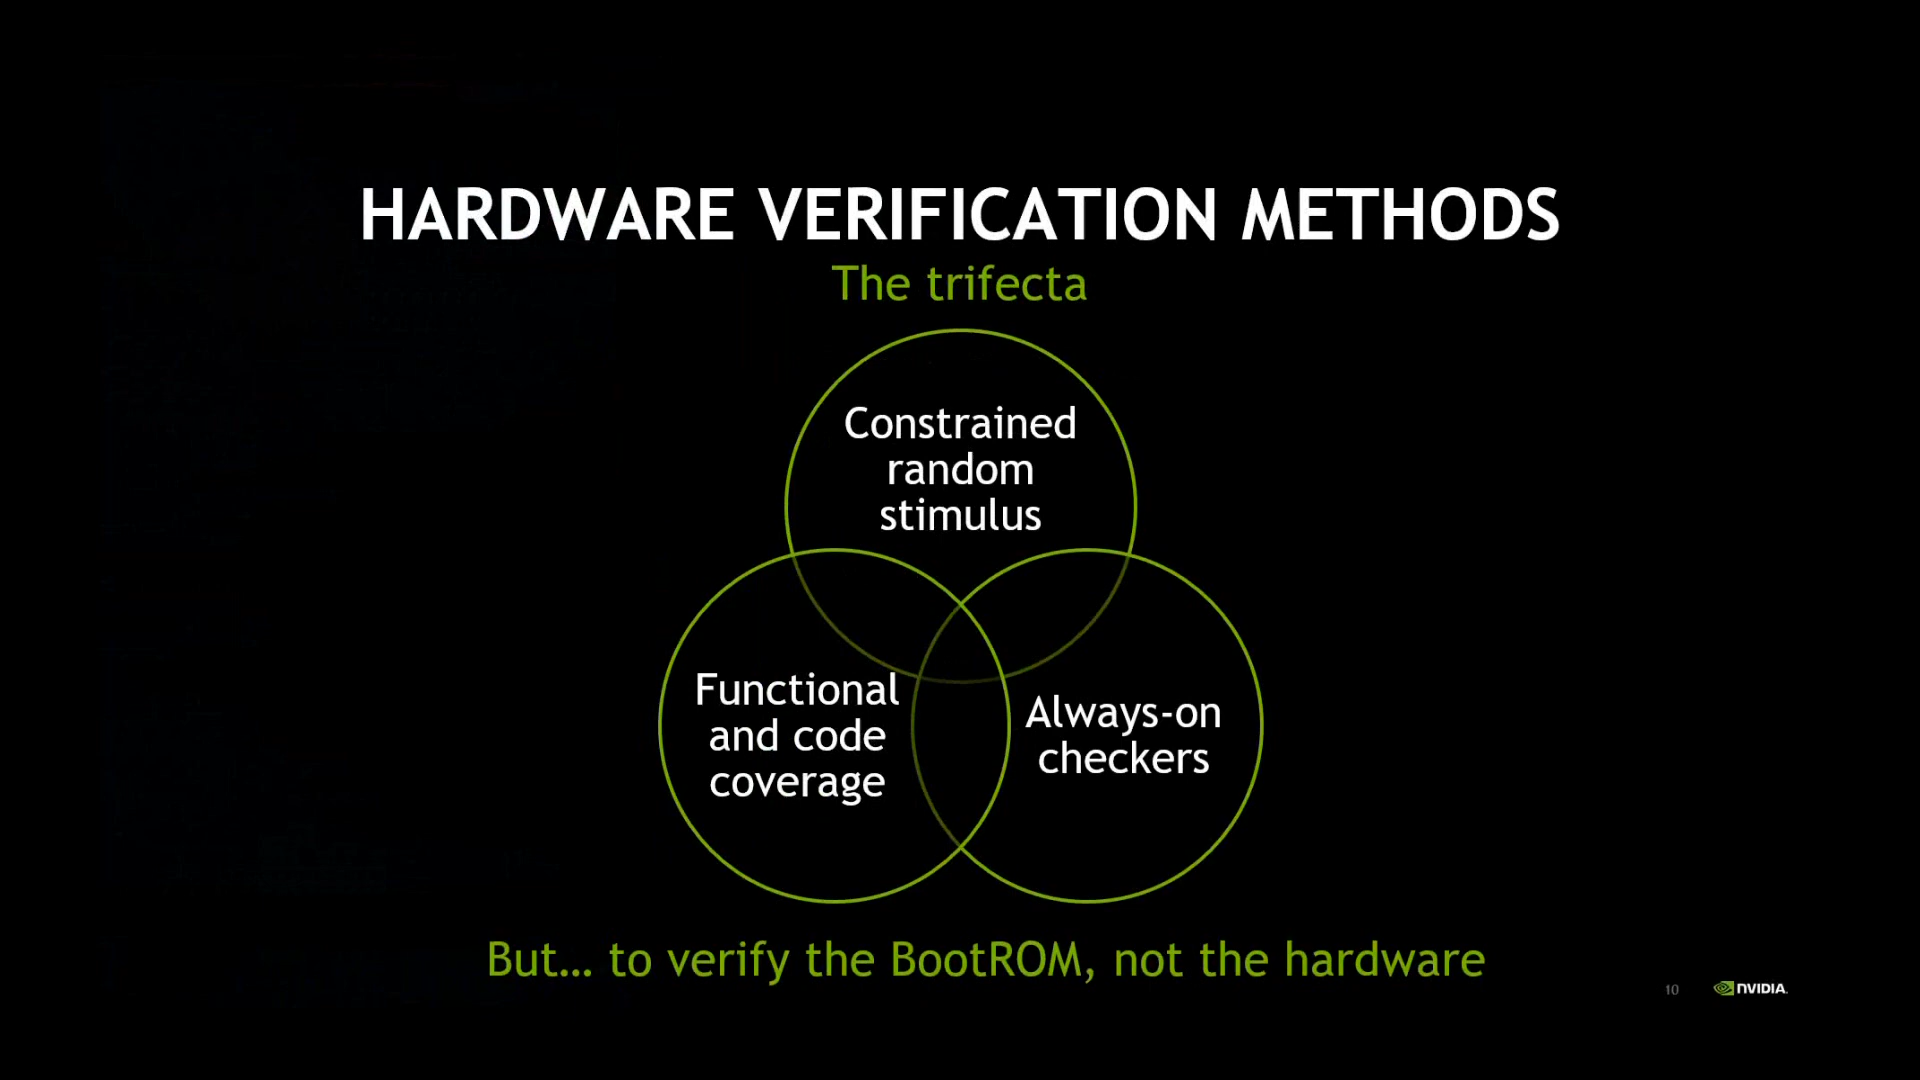 HARDWARE VERIFICATION METHODS
The trifecta
Constrained
random
stimulus
Functional
and code
coverage
Always-on
checkers
But... to verify the BootROM, not the hardware
10
NVIDIA.